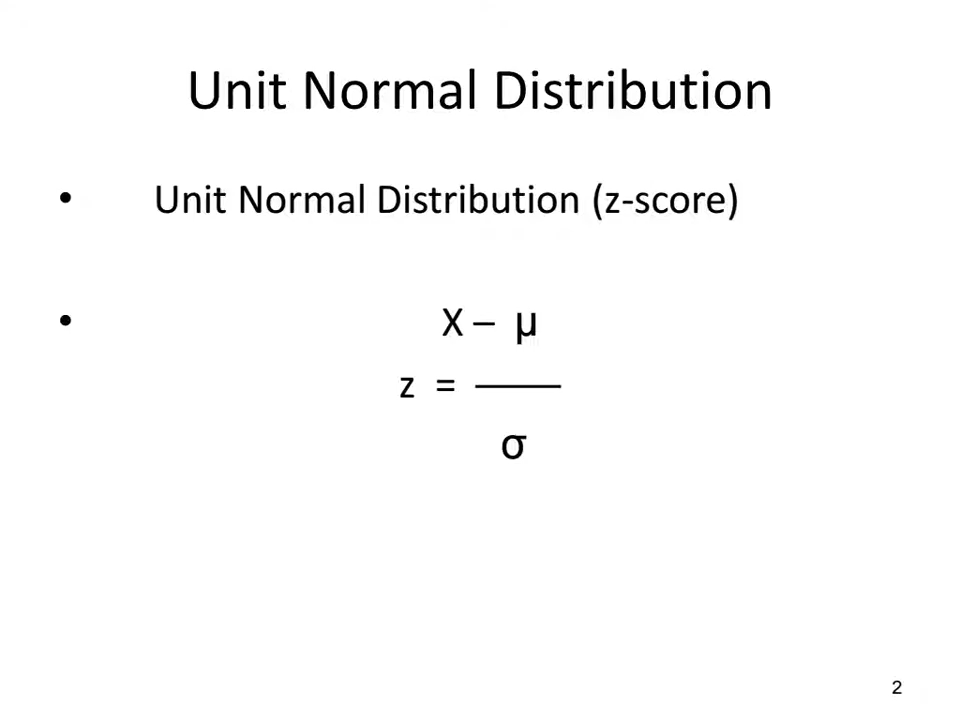 Unit Normal Distribution
• Unit Normal Distribution (z-score)
• X – μ
z = ———
σ
2